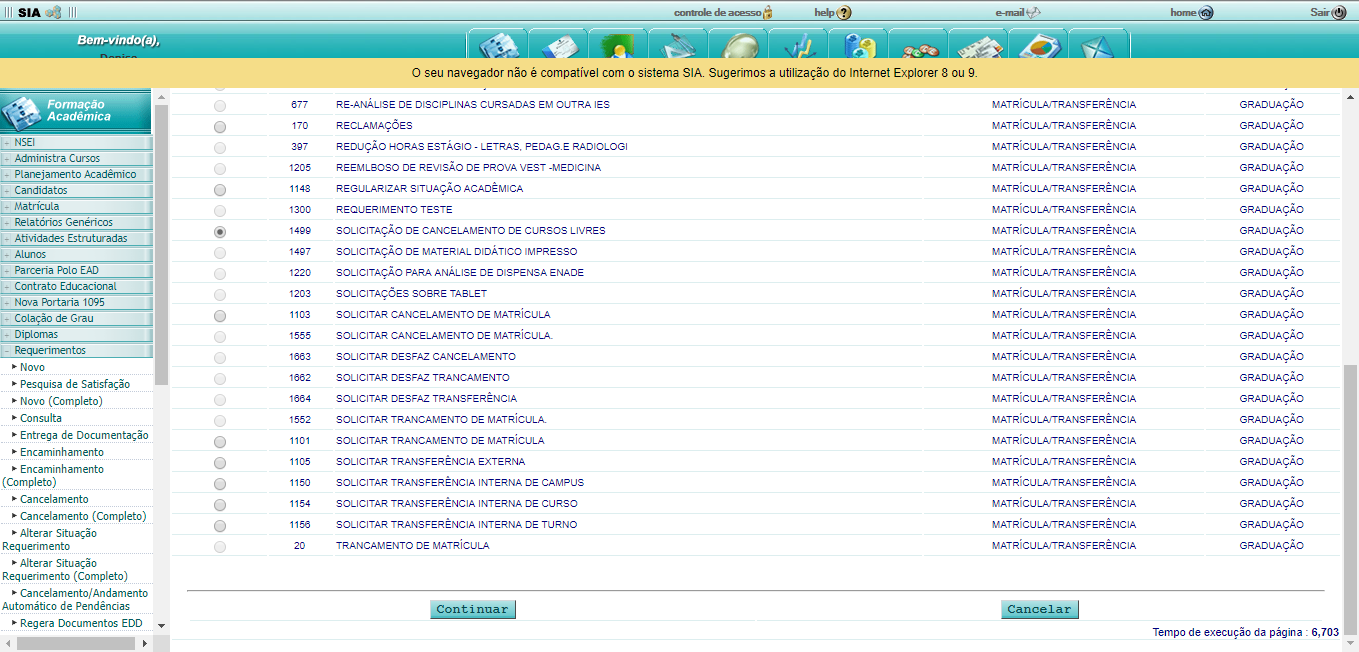 SIA
controle de acesso
help
e-mail
home
Sair
Bem-vindo(a),
O seu navegador não é compatível com o sistema SIA. Sugerimos a utilização do Internet Explorer 8 ou 9.
Formação
Acadêmica
NSEI
Administra Cursos
Planejamento Acadêmico
Candidatos
Matrícula
Relatórios Genéricos
Atividades Estruturadas
Alunos
Parceria Polo EAD
Contrato Educacional
Nova Portaria 1095
Colação de Grau
Diplomas
Requerimentos
Novo
Pesquisa de Satisfação
Novo (Completo)
Consulta
Entrega de Documentação
Encaminhamento
Encaminhamento
(Completo)
Cancelamento
Cancelamento (Completo)
Alterar Situação
Requerimento
Alterar Situação
Requerimento (Completo)
Cancelamento/Andamento
Automático de Pendências
Regera Documentos EDD
677 RE-ANÁLISE DE DISCIPLINAS CURSADAS EM OUTRA IES MATRÍCULA/TRANSFERÊNCIA GRADUAÇÃO
170 RECLAMAÇÕES MATRÍCULA/TRANSFERÊNCIA GRADUAÇÃO
397 REDUÇÃO HORAS ESTÁGIO - LETRAS, PEDAG.E RADIOLOGI MATRÍCULA/TRANSFERÊNCIA GRADUAÇÃO
1205 REEMLBOSO DE REVISÃO DE PROVA VEST -MEDICINA MATRÍCULA/TRANSFERÊNCIA GRADUAÇÃO
1148 REGULARIZAR SITUAÇÃO ACADÊMICA MATRÍCULA/TRANSFERÊNCIA GRADUAÇÃO
1300 REQUERIMENTO TESTE MATRÍCULA/TRANSFERÊNCIA GRADUAÇÃO
1499 SOLICITAÇÃO DE CANCELAMENTO DE CURSOS LIVRES MATRÍCULA/TRANSFERÊNCIA GRADUAÇÃO
1497 SOLICITAÇÃO DE MATERIAL DIDÁTICO IMPRESSO MATRÍCULA/TRANSFERÊNCIA GRADUAÇÃO
1220 SOLICITAÇÃO PARA ANÁLISE DE DISPENSA ENADE MATRÍCULA/TRANSFERÊNCIA GRADUAÇÃO
1203 SOLICITAÇÕES SOBRE TABLET MATRÍCULA/TRANSFERÊNCIA GRADUAÇÃO
1103 SOLICITAR CANCELAMENTO DE MATRÍCULA MATRÍCULA/TRANSFERÊNCIA GRADUAÇÃO
1555 SOLICITAR CANCELAMENTO DE MATRÍCULA. MATRÍCULA/TRANSFERÊNCIA GRADUAÇÃO
1663 SOLICITAR DESFAZ CANCELAMENTO MATRÍCULA/TRANSFERÊNCIA GRADUAÇÃO
1662 SOLICITAR DESFAZ TRANCAMENTO MATRÍCULA/TRANSFERÊNCIA GRADUAÇÃO
1664 SOLICITAR DESFAZ TRANSFERÊNCIA MATRÍCULA/TRANSFERÊNCIA GRADUAÇÃO
1552 SOLICITAR TRANCAMENTO DE MATRÍCULA. MATRÍCULA/TRANSFERÊNCIA GRADUAÇÃO
1101 SOLICITAR TRANCAMENTO DE MATRÍCULA MATRÍCULA/TRANSFERÊNCIA GRADUAÇÃO
1105 SOLICITAR TRANSFERÊNCIA EXTERNA MATRÍCULA/TRANSFERÊNCIA GRADUAÇÃO
1150 SOLICITAR TRANSFERÊNCIA INTERNA DE CAMPUS MATRÍCULA/TRANSFERÊNCIA GRADUAÇÃO
1154 SOLICITAR TRANSFERÊNCIA INTERNA DE CURSO MATRÍCULA/TRANSFERÊNCIA GRADUAÇÃO
1156 SOLICITAR TRANSFERÊNCIA INTERNA DE TURNO MATRÍCULA/TRANSFERÊNCIA GRADUAÇÃO
20 TRANCAMENTO DE MATRÍCULA MATRÍCULA/TRANSFERÊNCIA GRADUAÇÃO
Continuar
Cancelar
Tempo de execução da página : 6,703